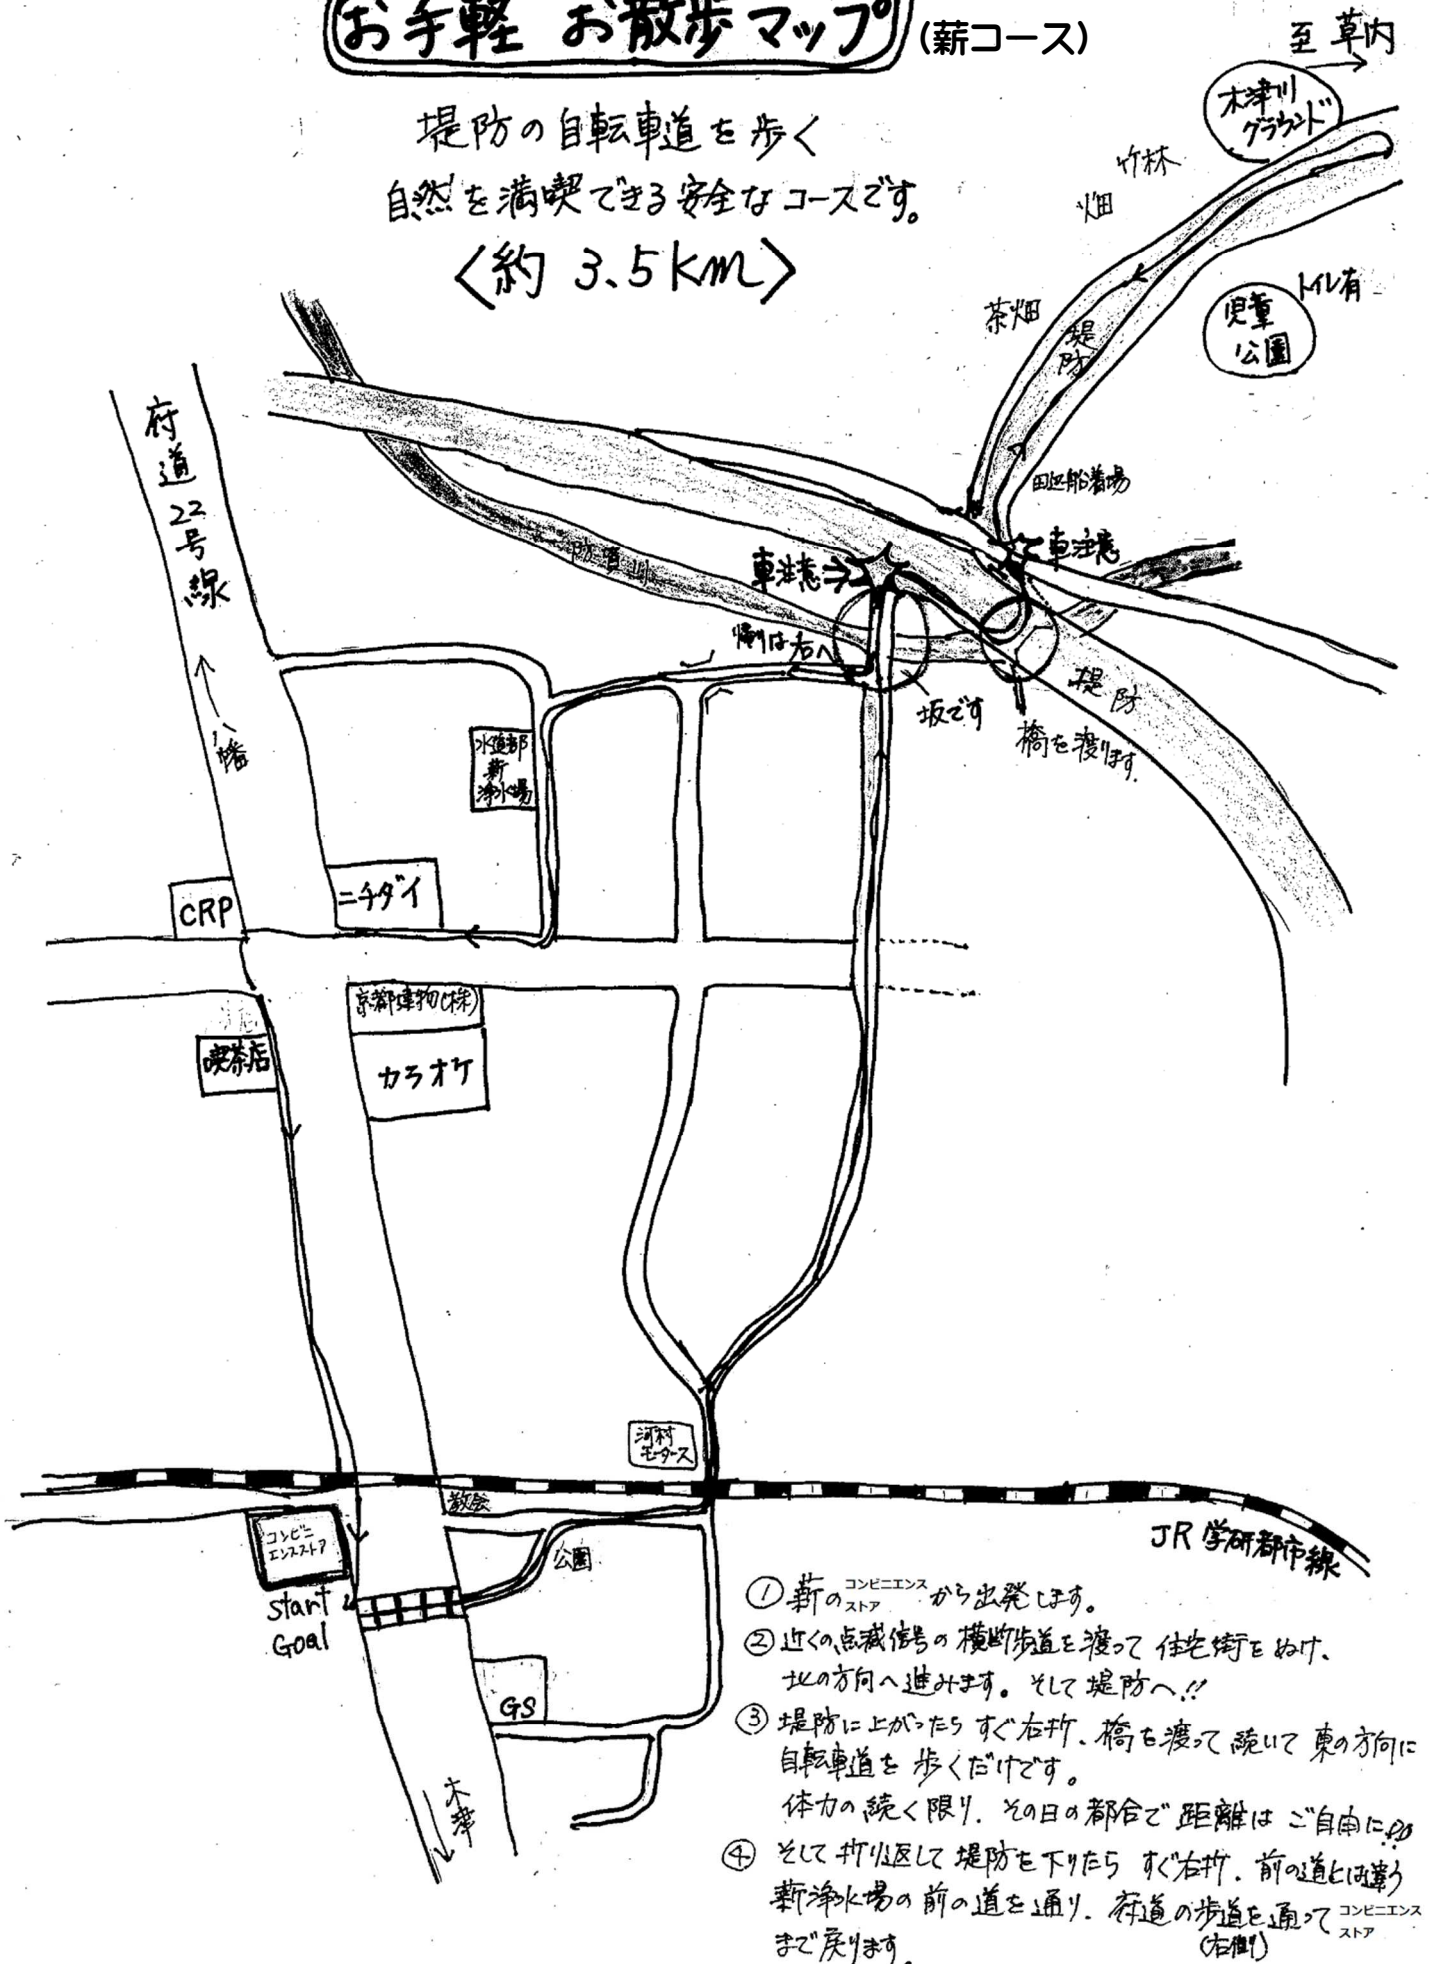 お手軽 お散歩マップ (薪コース)
至 草内
堤防の自転車道を歩く
自然を満喫できる安全なコースです。
〈約 3.5km〉
木津川
グラウンド
竹林
畑
トイレ有
児童
公園
茶畑
堤防
田辺船着場
車注意
車注意
防賀川
帰りは右へ
坂です
橋を渡ります。
堤防
府道22号線
八幡
水道部
薪
浄水場
CRP
ニチダイ
京都建物(株)
喫茶店
カラオケ
河村
モータース
散髪
JR 学研都市線
コンビニ
エンスストア
公園
start
Goal
GS
木津
① 薪のコンビニエンスストアから出発します。
② 近くの点滅信号の横断歩道を渡って 住宅街をぬけ、
北の方向へ進みます。そして堤防へ!!
③ 堤防に上がったら すぐ右折、橋を渡って続いて東の方向に
自転車道を歩くだけです。
体力の続く限り、その日の都合で距離はご自由に!!
④ そして折り返して堤防を下りたら すぐ右折、前の道とは違う
薪浄水場の前の道を通り、府道の歩道を通ってコンビニエンスストア
(右側)
まで戻ります。